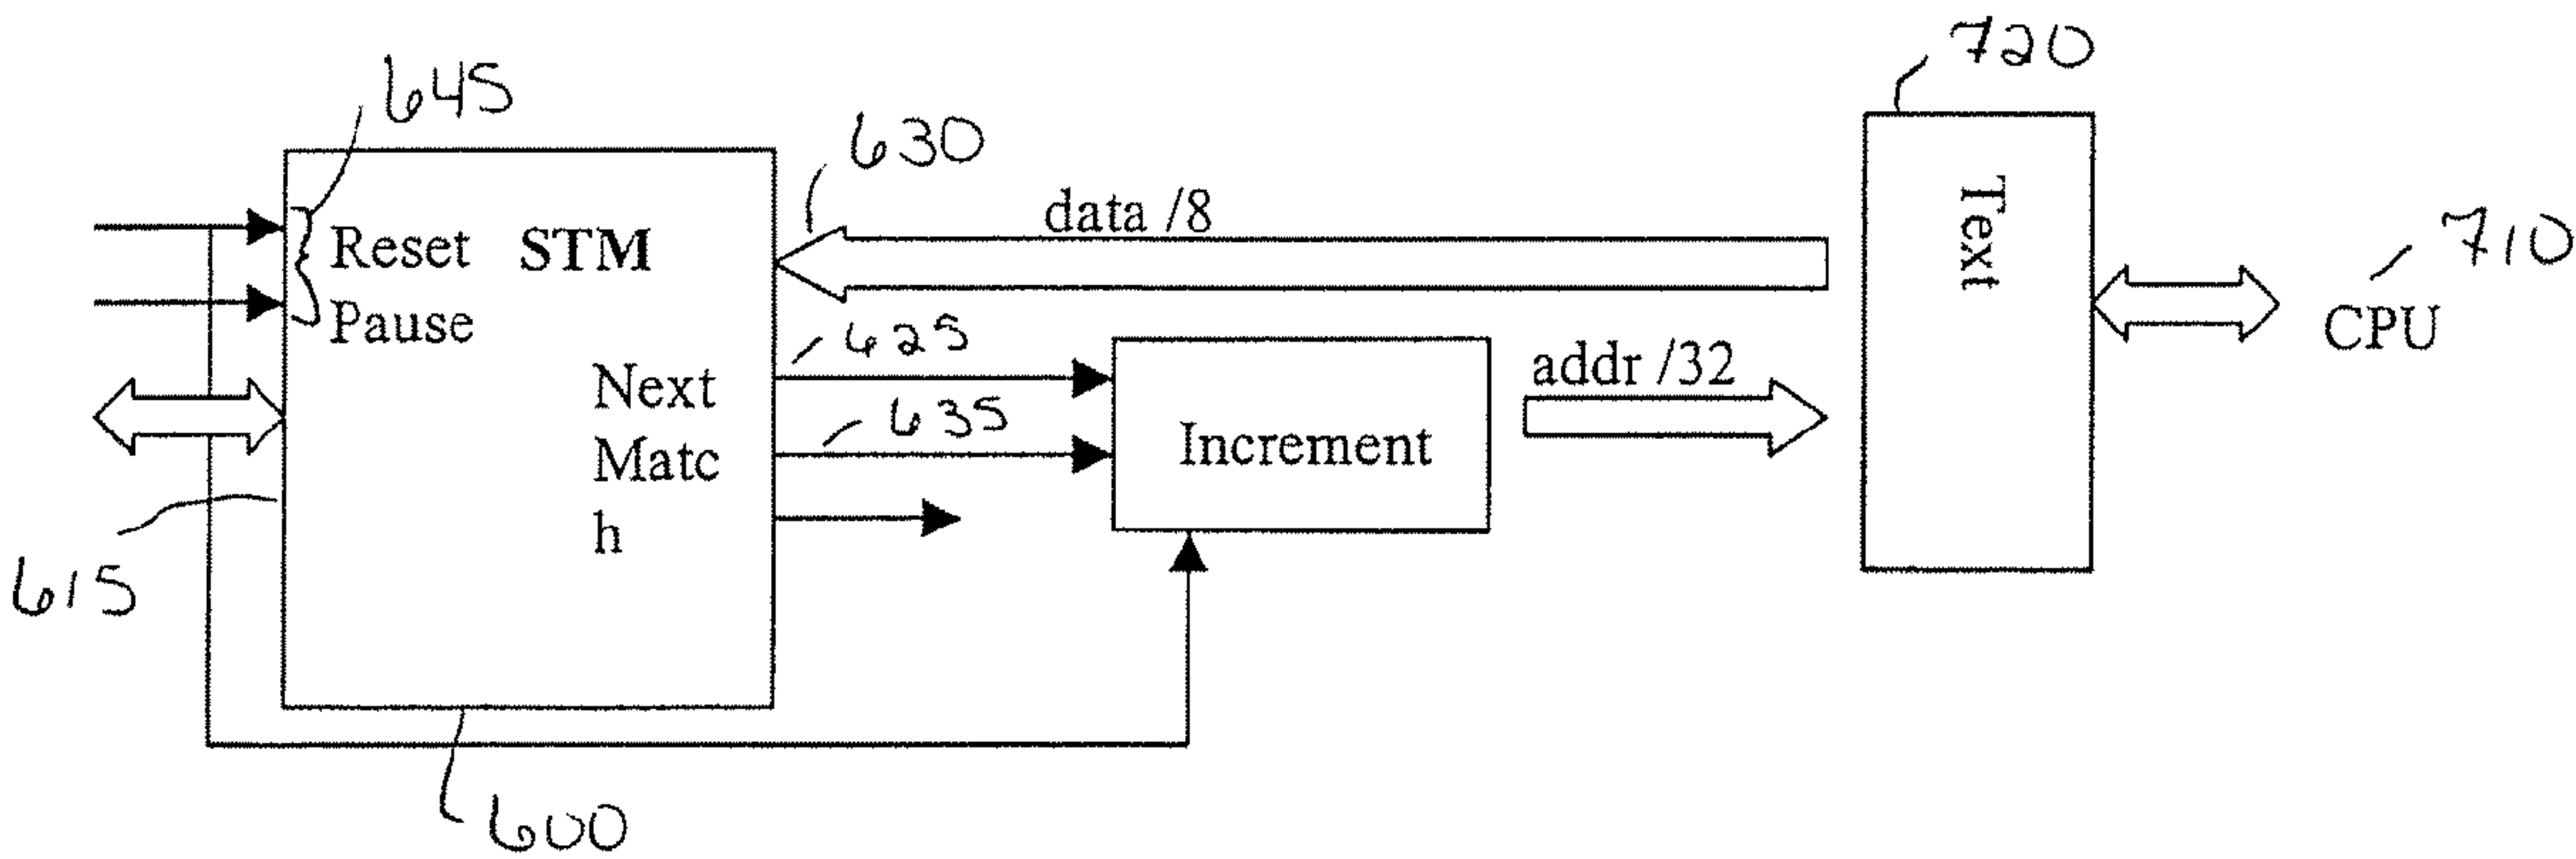 720
645
630
data /8
Text
710
Reset STM
Pause
CPU
625
addr /32
Next
635
Increment
Matc
h
615
600